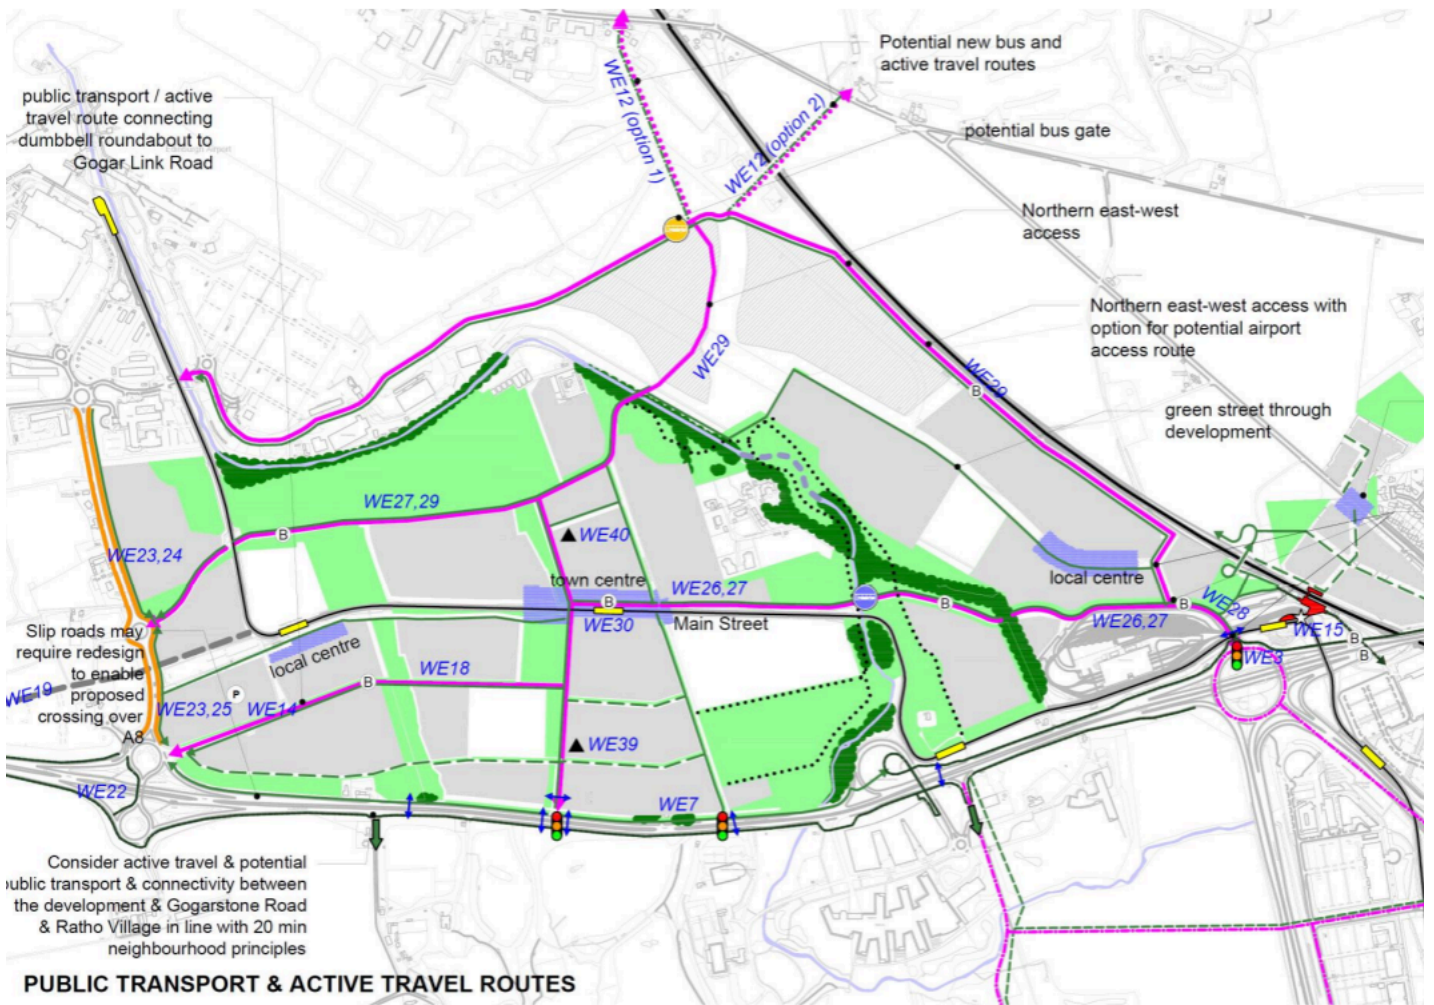 Potential new bus and
active travel routes
public transport / active
travel route connecting
dumbbell roundabout to
Gogar Link Road
WE12 (option 1)
WE12 (option 2)
potential bus gate
Northern east-west
access
Northern east-west access with
option for potential airport
access route
WE29
WE29
B
green street through
development
WE27,29
B
WE23,24
WE40
town centre
WE26,27
B
WE30
Main Street
B
local centre
WE26,27
B
WE28
WE15
B
B
WE3
Slip roads may
require redesign
to enable
proposed
crossing over
A8
local centre
WE18
B
WE19
P
WE23,25
WE14
WE39
WE22
WE7
Consider active travel & potential
public transport & connectivity between
the development & Gogarstone Road
& Ratho Village in line with 20 min
neighbourhood principles
PUBLIC TRANSPORT & ACTIVE TRAVEL ROUTES